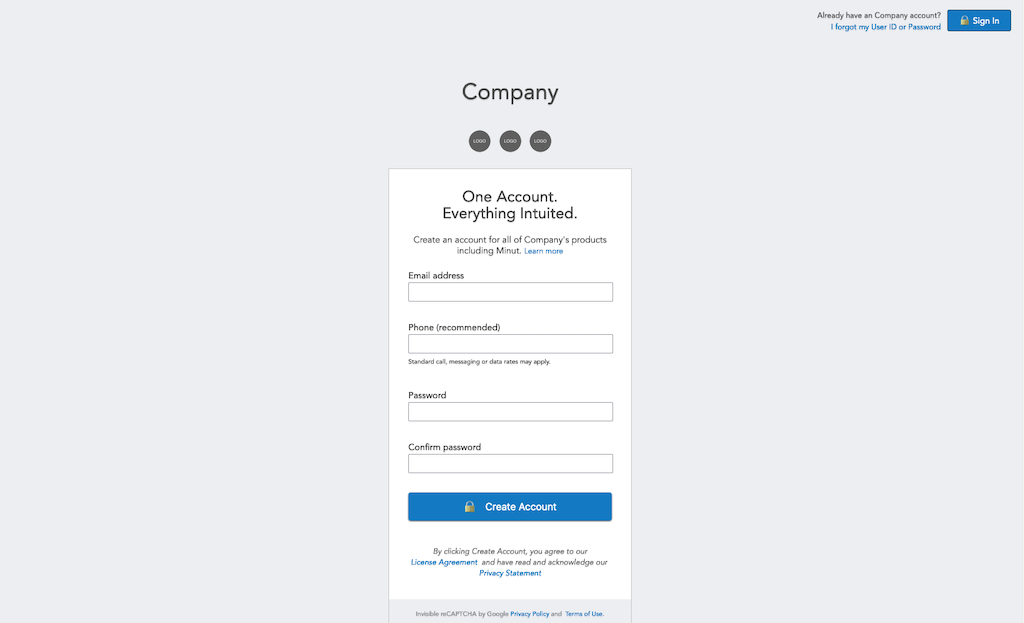 Already have an Company account?
I forgot my User ID or Password
Sign In
Company
LOGO LOGO LOGO
One Account.
Everything Intuited.
Create an account for all of Company's products
including Minut. Learn more
Email address
Phone (recommended)
Standard call, messaging or data rates may apply.
Password
Confirm password
Create Account
By clicking Create Account, you agree to our
License Agreement and have read and acknowledge our
Privacy Statement
Invisible reCAPTCHA by Google Privacy Policy and Terms of Use.